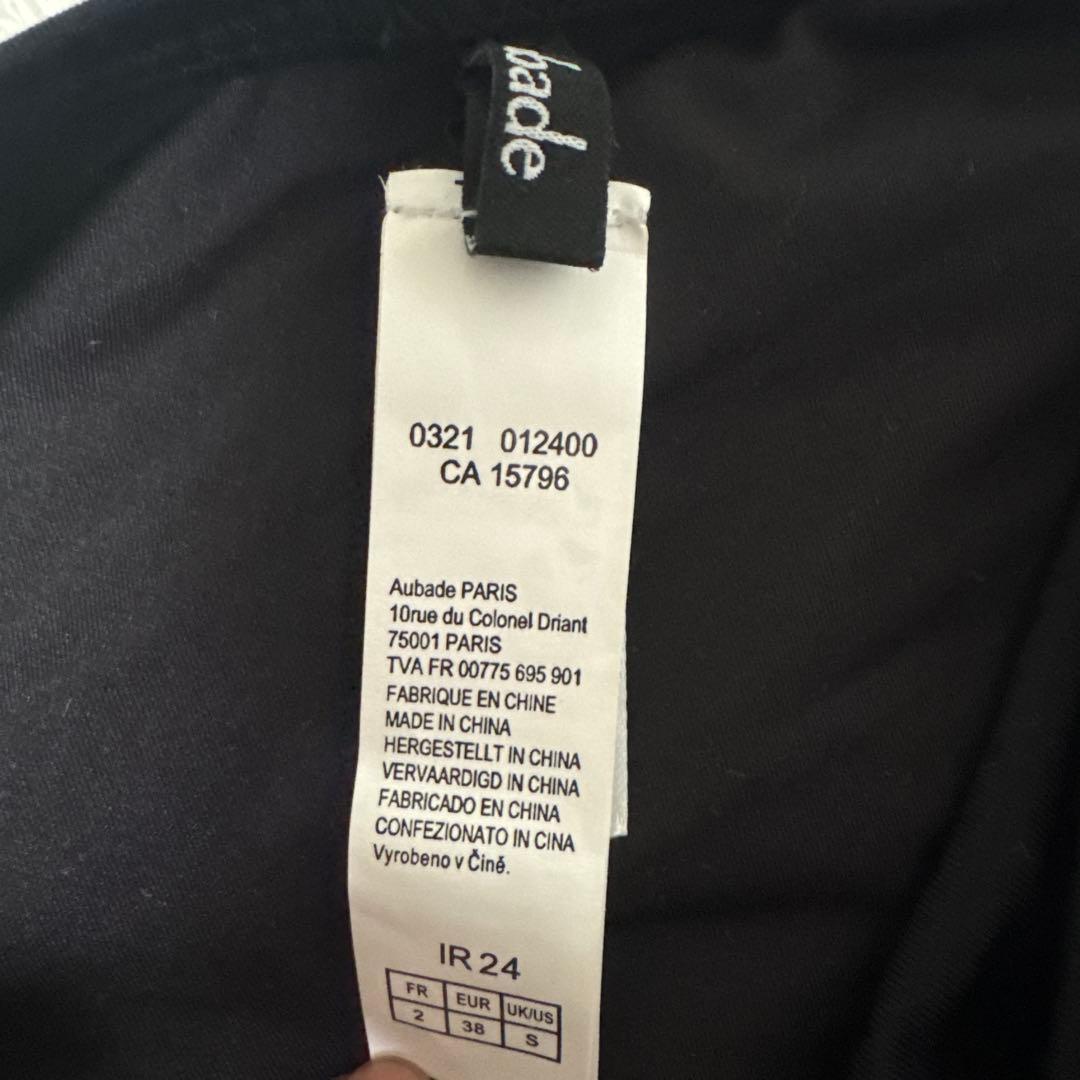 bade
0321 012400
CA 15796
Aubade PARIS
10rue du Colonel Driant
75001 PARIS
TVA FR 00775 695 901
FABRIQUE EN CHINE
MADE IN CHINA
HERGESTELLT IN CHINA
VERVAARDIGD IN CHINA
FABRICADO EN CHINA
CONFEZIONATO IN CINA
Vyrobeno v Číně.
IR 24
FR EUR UK/US
2 38 S